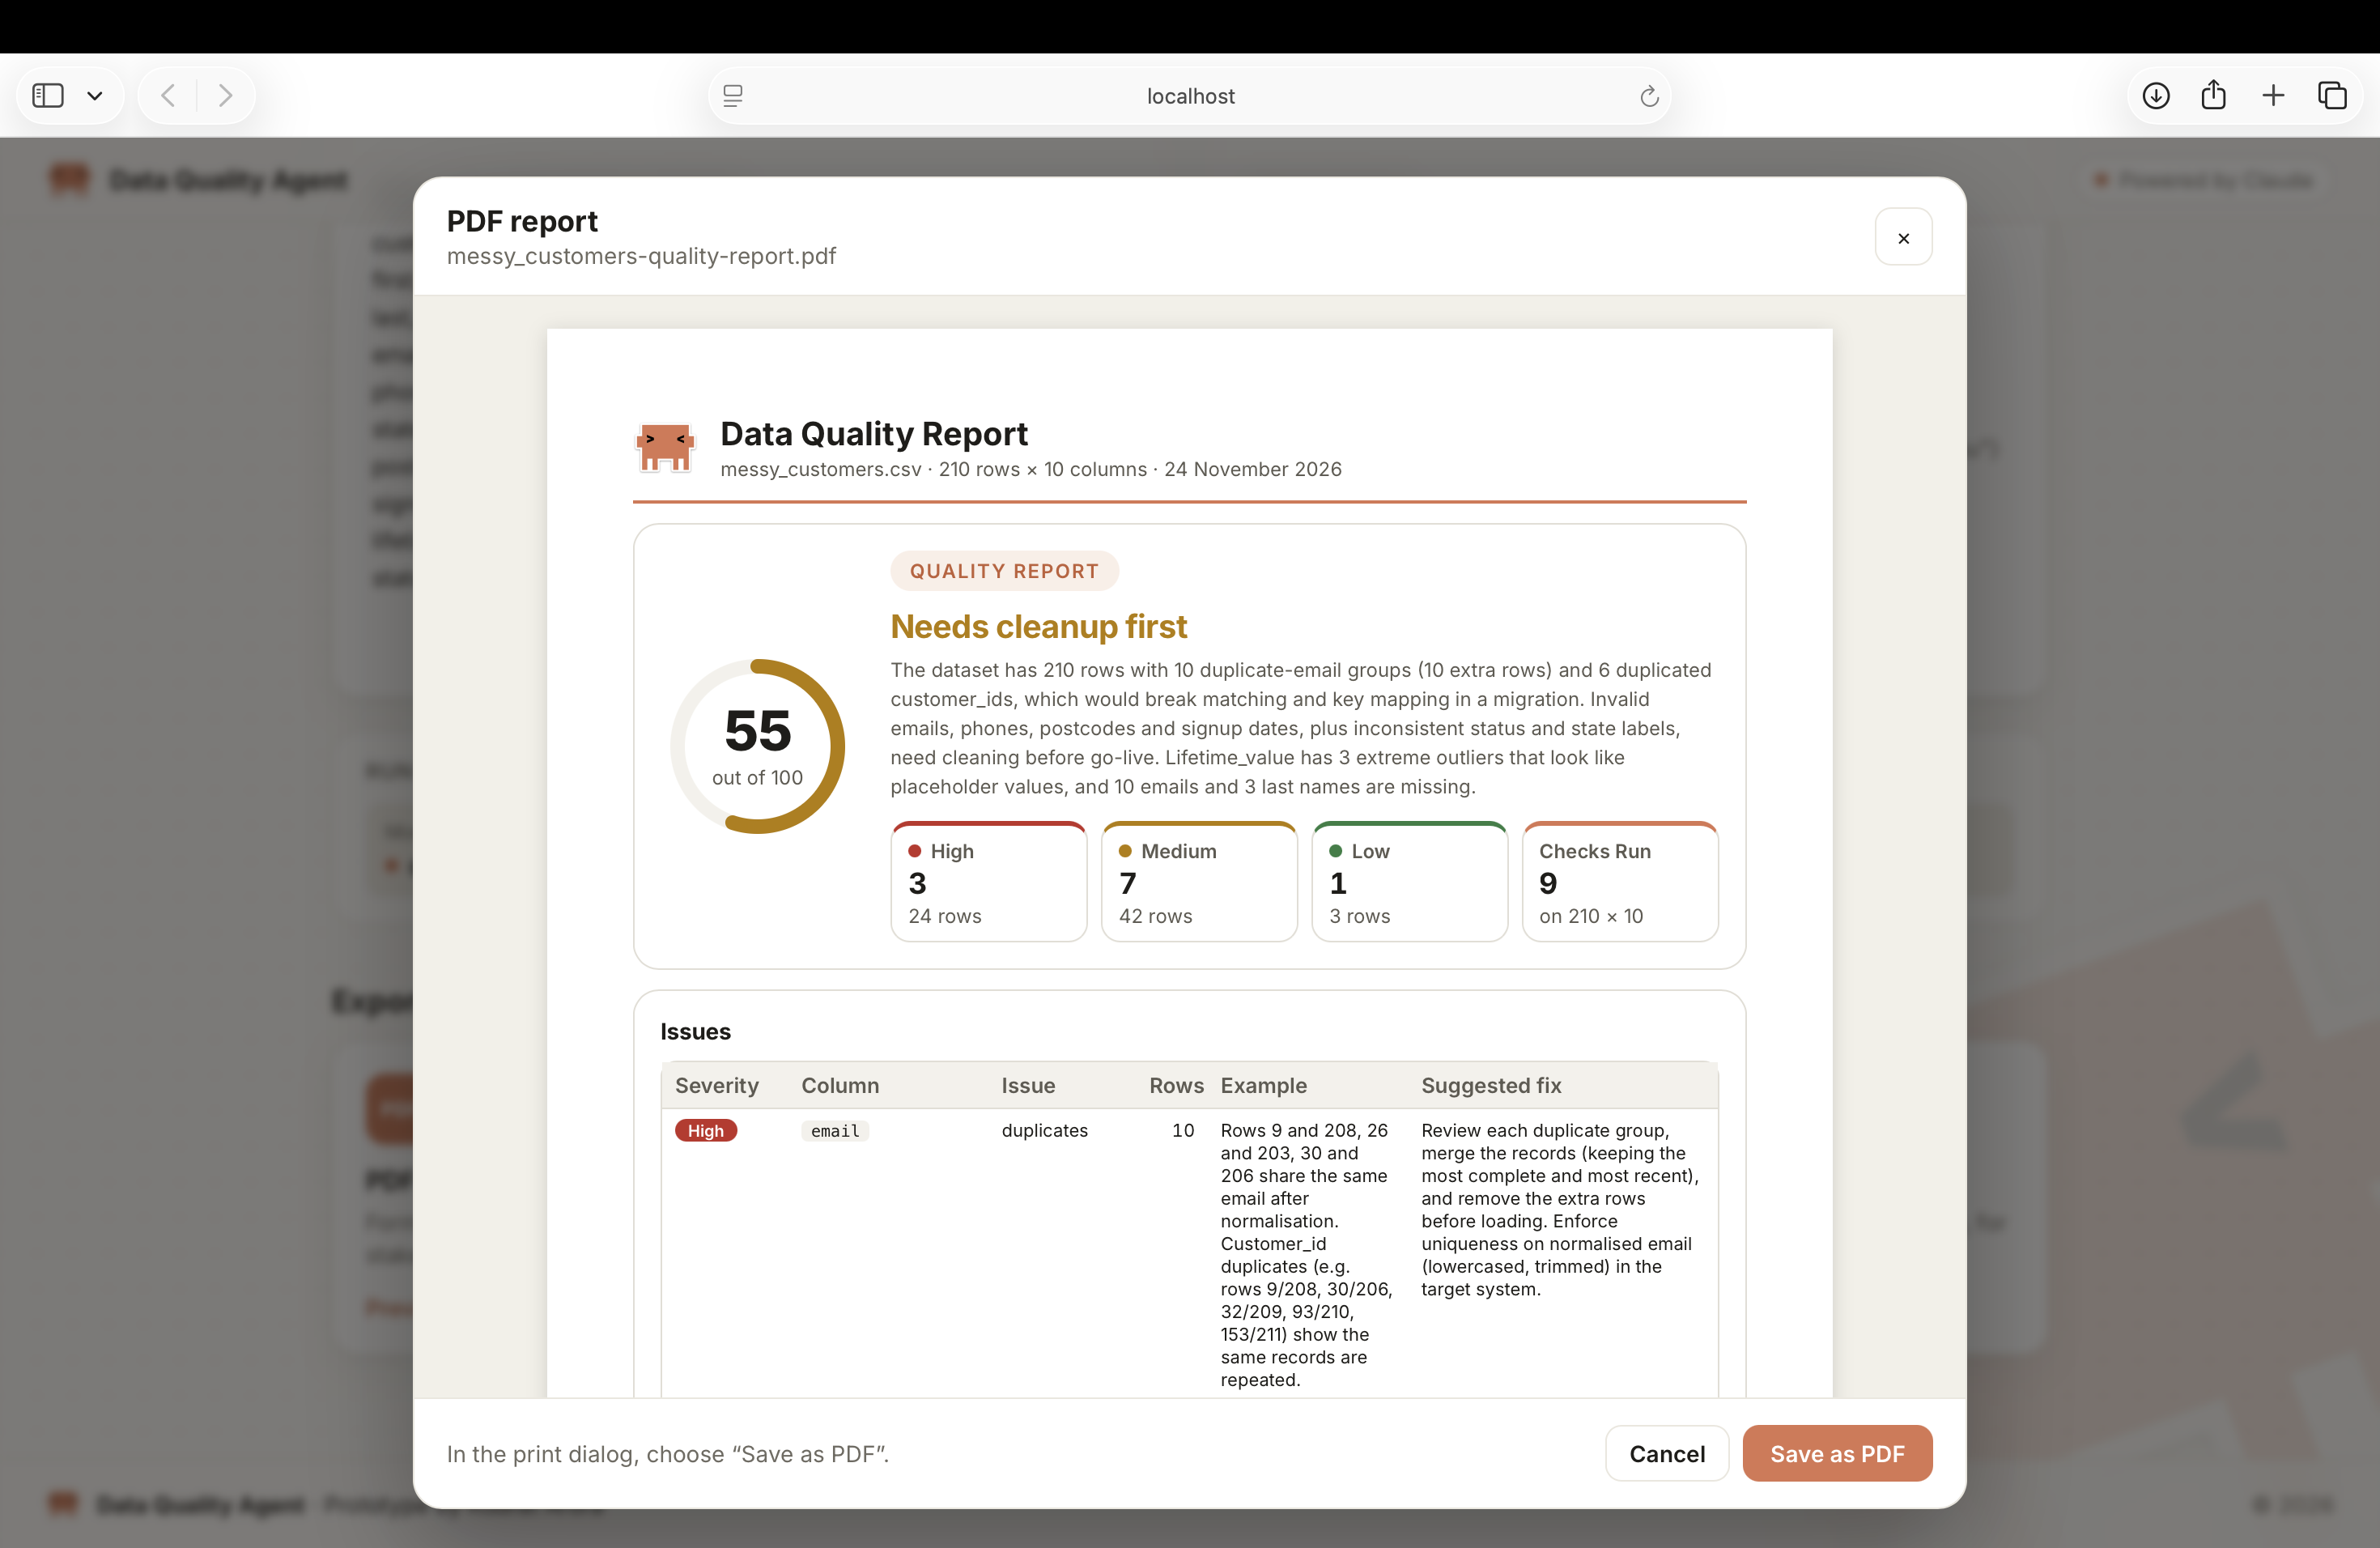 localhost
Data Quality Agent
Powered by Claude
PDF report
messy_customers-quality-report.pdf
×
Data Quality Report
messy_customers.csv · 210 rows × 10 columns · 24 November 2026
QUALITY REPORT
Needs cleanup first
The dataset has 210 rows with 10 duplicate-email groups (10 extra rows) and 6 duplicated
customer_ids, which would break matching and key mapping in a migration. Invalid
emails, phones, postcodes and signup dates, plus inconsistent status and state labels,
need cleaning before go-live. Lifetime_value has 3 extreme outliers that look like
placeholder values, and 10 emails and 3 last names are missing.
55
out of 100
High
3
24 rows
Medium
7
42 rows
Low
1
3 rows
Checks Run
9
on 210 × 10
Issues
Severity Column Issue Rows Example Suggested fix
High email duplicates 10 Rows 9 and 208, 26 Review each duplicate group,
and 203, 30 and merge the records (keeping the
206 share the same most complete and most recent),
email after and remove the extra rows
normalisation. before loading. Enforce
Customer_id uniqueness on normalised email
duplicates (e.g. (lowercased, trimmed) in the
rows 9/208, 30/206, target system.
32/209, 93/210,
153/211) show the
same records are
repeated.
In the print dialog, choose “Save as PDF”.
Cancel
Save as PDF
Data Quality Agent
© 2026